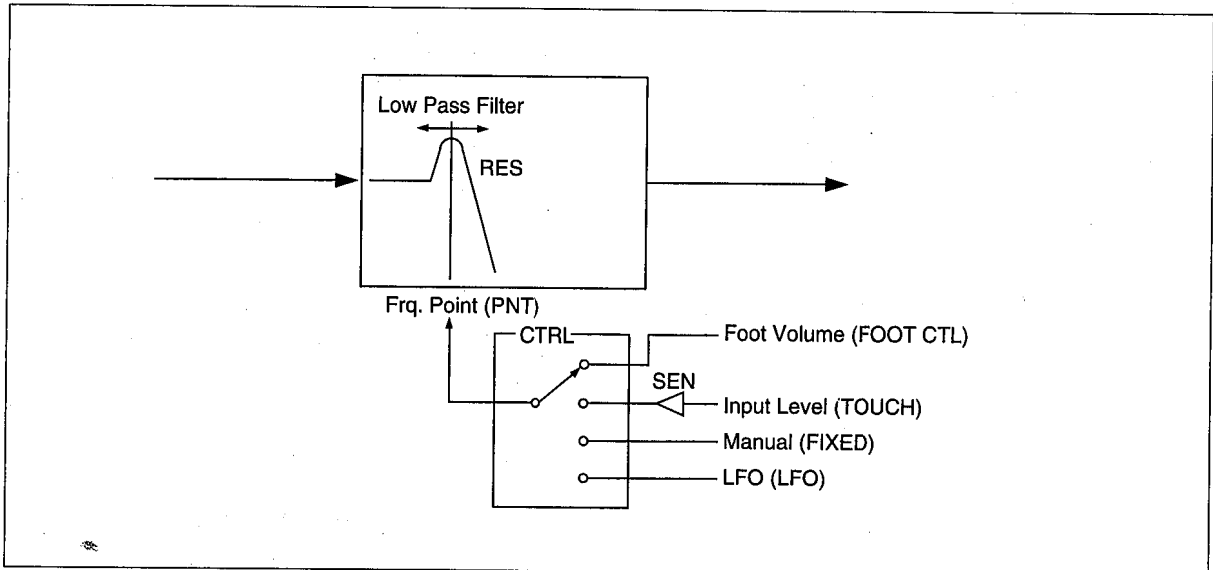 Low Pass Filter
RES
Frq. Point (PNT)
CTRL
Foot Volume (FOOT CTL)
SEN
Input Level (TOUCH)
Manual (FIXED)
LFO (LFO)